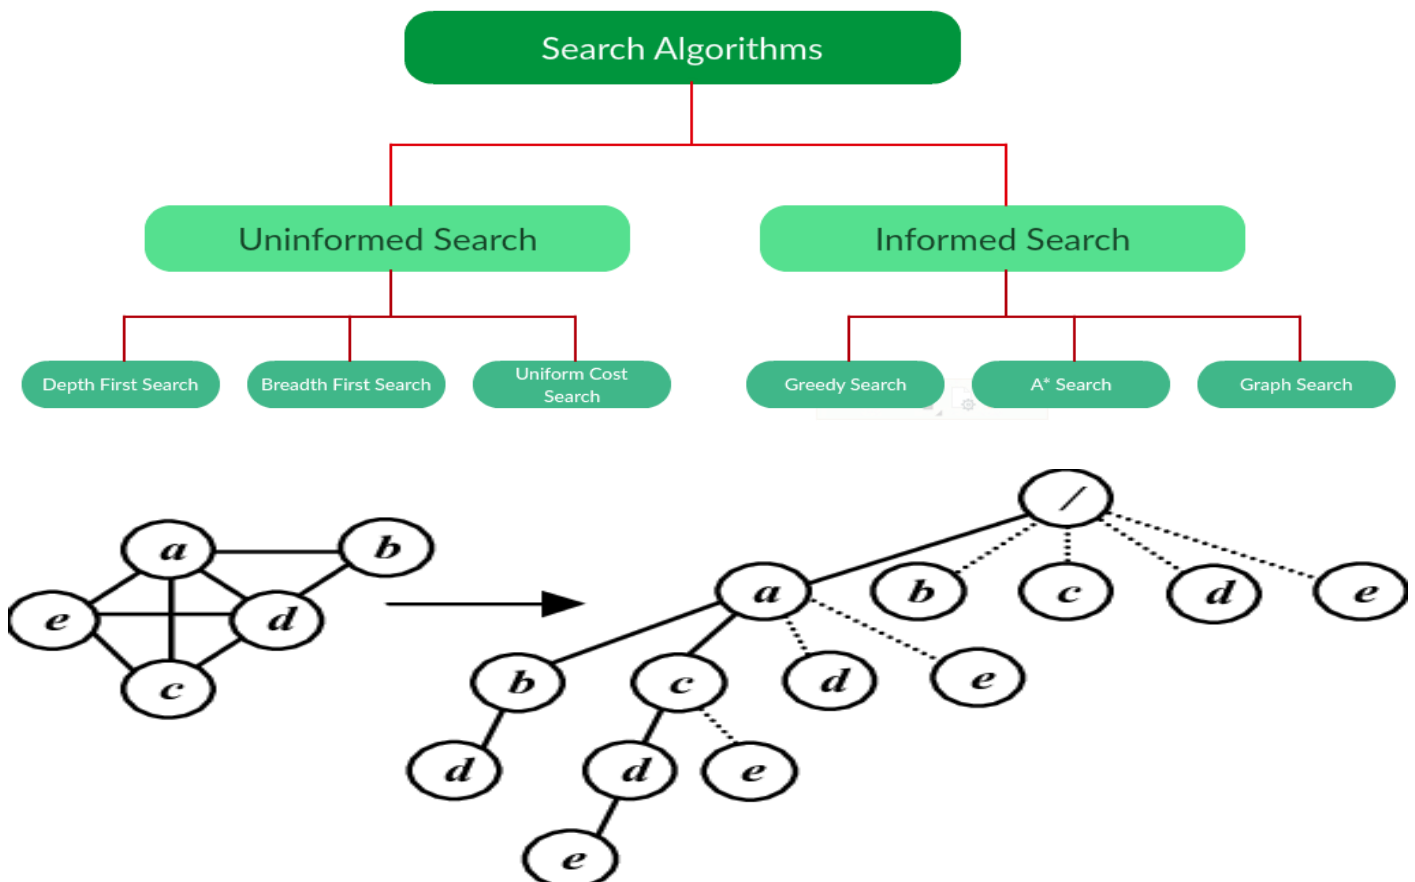 Search Algorithms
Uninformed Search
Informed Search
Depth First Search
Breadth First Search
Uniform Cost
Search
Greedy Search
A* Search
Graph Search
a
b
e
d
c
/
a
b
c
d
e
b
c
d
e
d
d
e
e